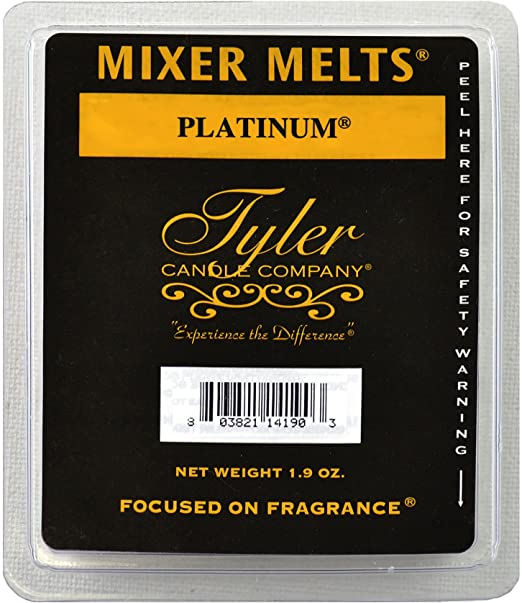 MIXER MELTS®
PLATINUM®
Tyler
CANDLE COMPANY®
"Experience the Difference"®
8 03821 14190 3
NET WEIGHT 1.9 OZ.
FOCUSED ON FRAGRANCE®
PEEL HERE FOR SAFETY WARNING